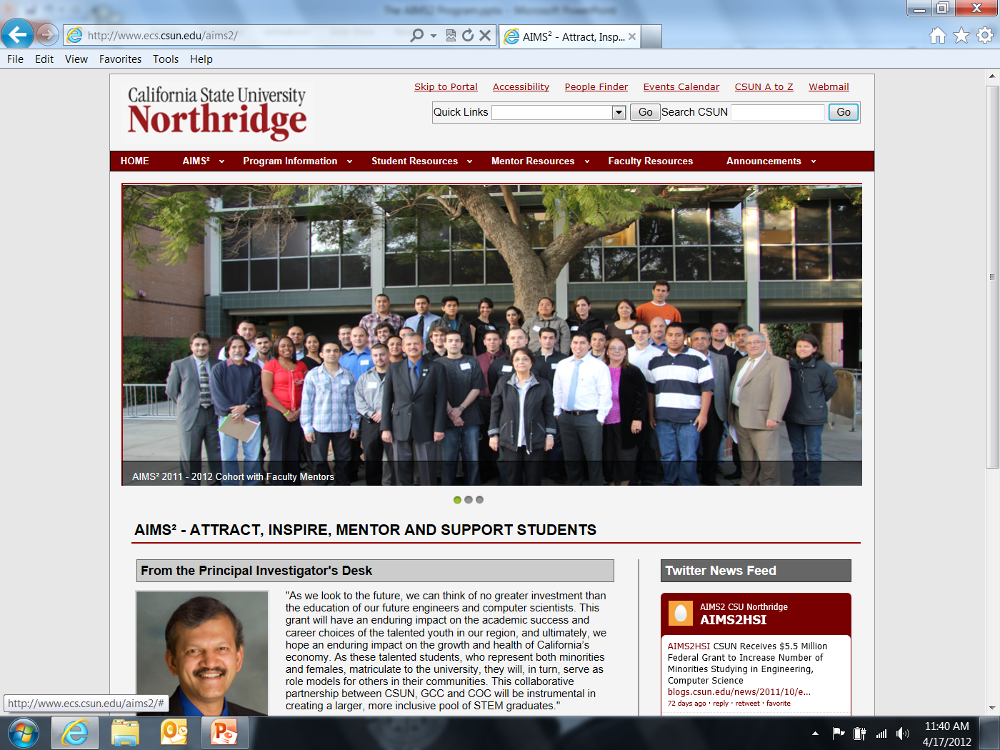 The AIMS2 Program.pptx - Microsoft PowerPoint
http://www.ecs.csun.edu/aims2/
AIMS² - Attract, Insp...
File Edit View Favorites Tools Help
California State University
Northridge
Skip to Portal Accessibility People Finder Events Calendar CSUN A to Z Webmail
Quick Links Go Search CSUN Go
HOME AIMS² Program Information Student Resources Mentor Resources Faculty Resources Announcements
AIMS² 2011 - 2012 Cohort with Faculty Mentors
AIMS² - ATTRACT, INSPIRE, MENTOR AND SUPPORT STUDENTS
From the Principal Investigator's Desk
"As we look to the future, we can think of no greater investment than
the education of our future engineers and computer scientists. This
grant will have an enduring impact on the academic success and
career choices of the talented youth in our region, and ultimately, we
hope an enduring impact on the growth and health of California's
economy. As these talented students, who represent both minorities
and females, matriculate to the university, they will, in turn, serve as
role models for others in their communities. This collaborative
partnership between CSUN, GCC and COC will be instrumental in
creating a larger, more inclusive pool of STEM graduates."
Twitter News Feed
AIMS2 CSU Northridge
AIMS2HSI
AIMS2HSI CSUN Receives $5.5 Million
Federal Grant to Increase Number of
Minorities Studying in Engineering,
Computer Science
blogs.csun.edu/news/2011/10/e...
72 days ago · reply · retweet · favorite
http://www.ecs.csun.edu/aims2/#
11:40 AM
4/17/2012